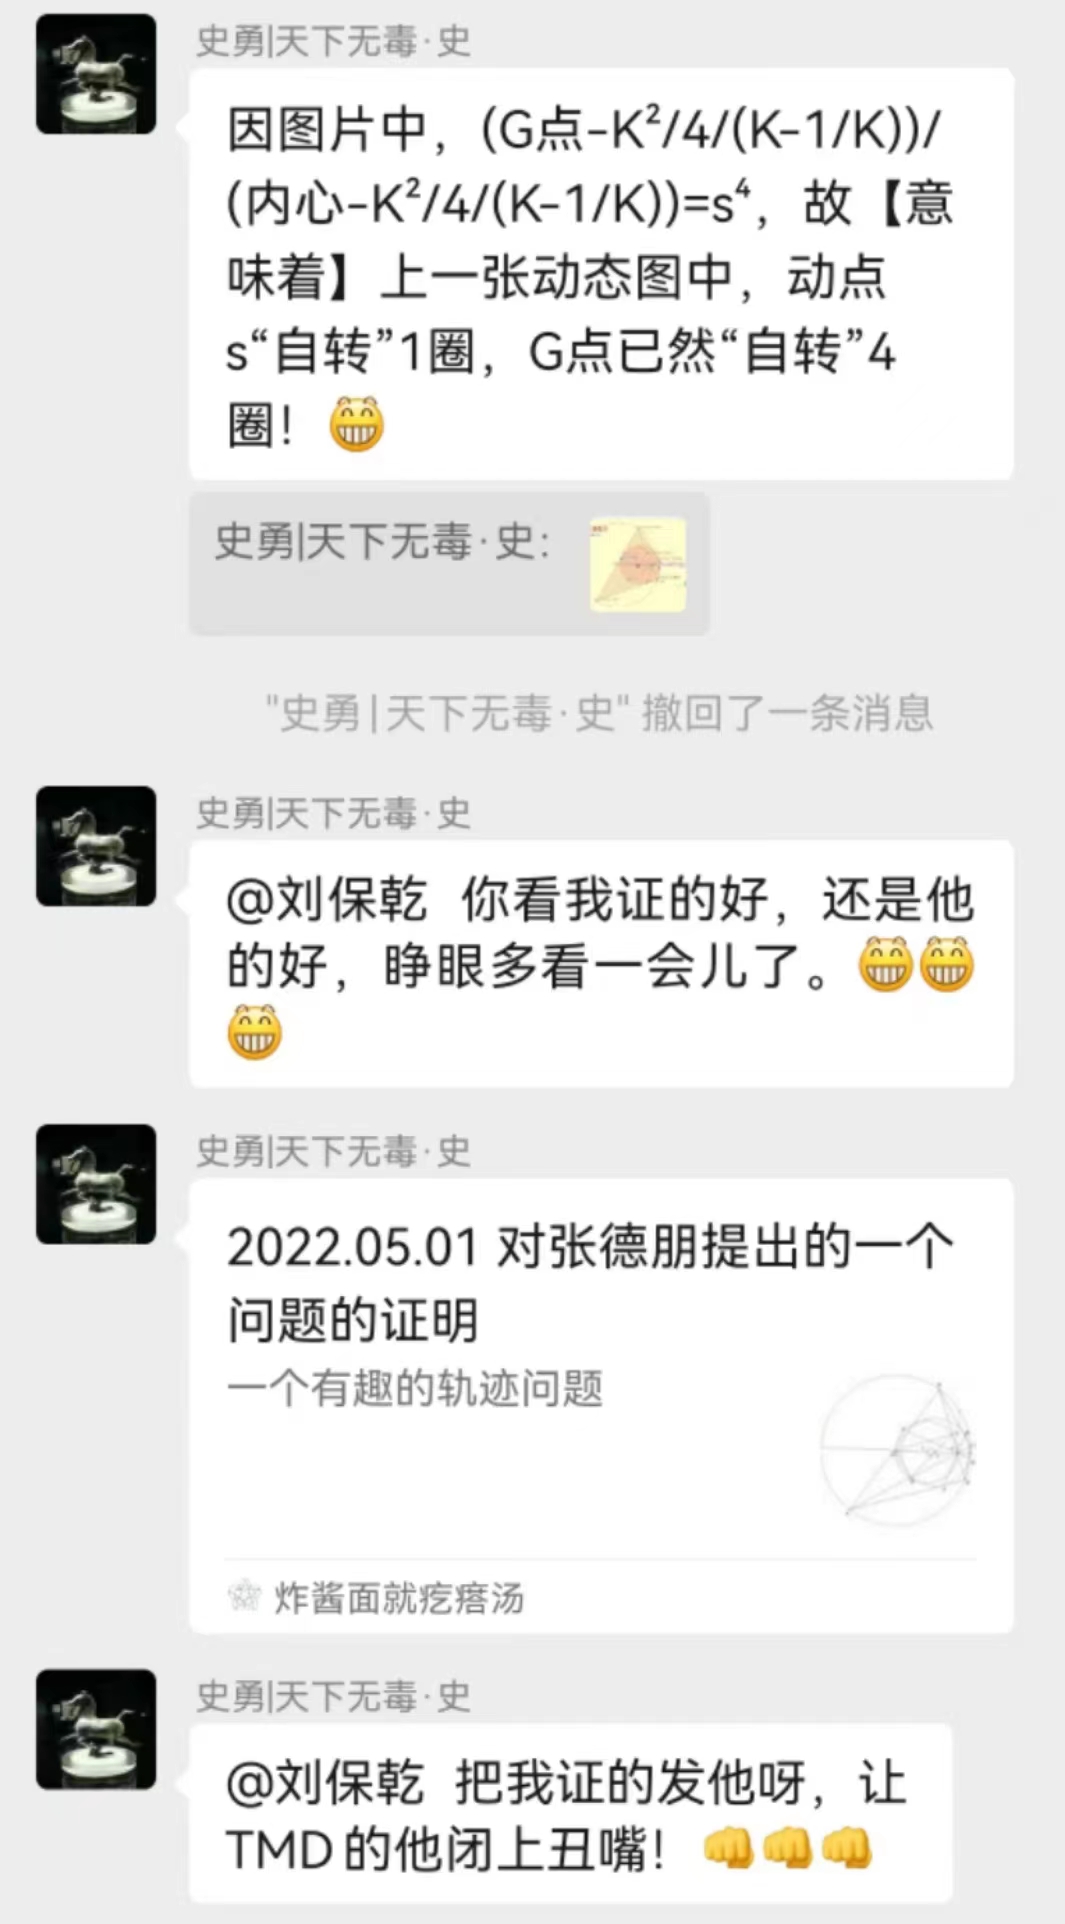 史勇|天下无毒·史
因图片中，(G点-K²/4/(K-1/K))/
(内心-K²/4/(K-1/K))=s⁴，故【意
味着】上一张动态图中，动点
s“自转”1圈，G点已然“自转”4
圈！😁
史勇|天下无毒·史：
"史勇|天下无毒·史" 撤回了一条消息
史勇|天下无毒·史
@刘保乾 你看我证的好，还是他
的好，睁眼多看一会儿了。😁😁
😁
史勇|天下无毒·史
2022.05.01 对张德朋提出的一个
问题的证明
一个有趣的轨迹问题
炸酱面就疙瘩汤
史勇|天下无毒·史
@刘保乾 把我证的发他呀，让
TMD的他闭上丑嘴！👊👊👊